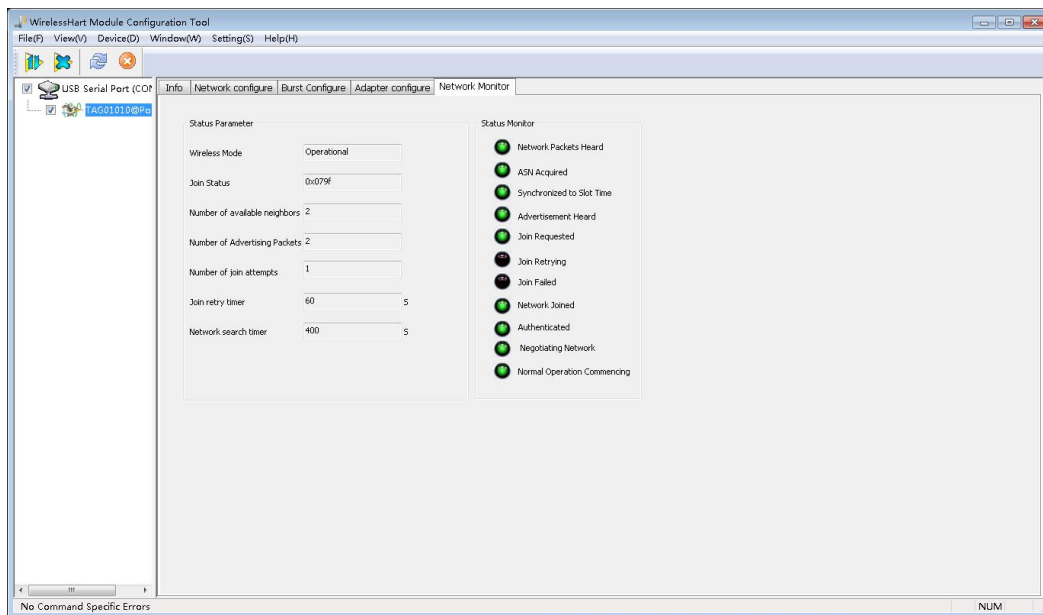 WirelessHart Module Configuration Tool
File(F) View(V) Device(D) Window(W) Setting(S) Help(H)
USB Serial Port (CO
TAG01010@Po
Info Network configure Burst Configure Adapter configure Network Monitor
Status Parameter
Wireless Mode Operational
Join Status 0x079f
Number of available neighbors 2
Number of Advertising Packets 2
Number of join attempts 1
Join retry timer 60 S
Network search timer 400 S
Status Monitor
Network Packets Heard
ASN Acquired
Synchronized to Slot Time
Advertisement Heard
Join Requested
Join Retrying
Join Failed
Network Joined
Authenticated
Negotiating Network
Normal Operation Commencing
No Command Specific Errors NUM